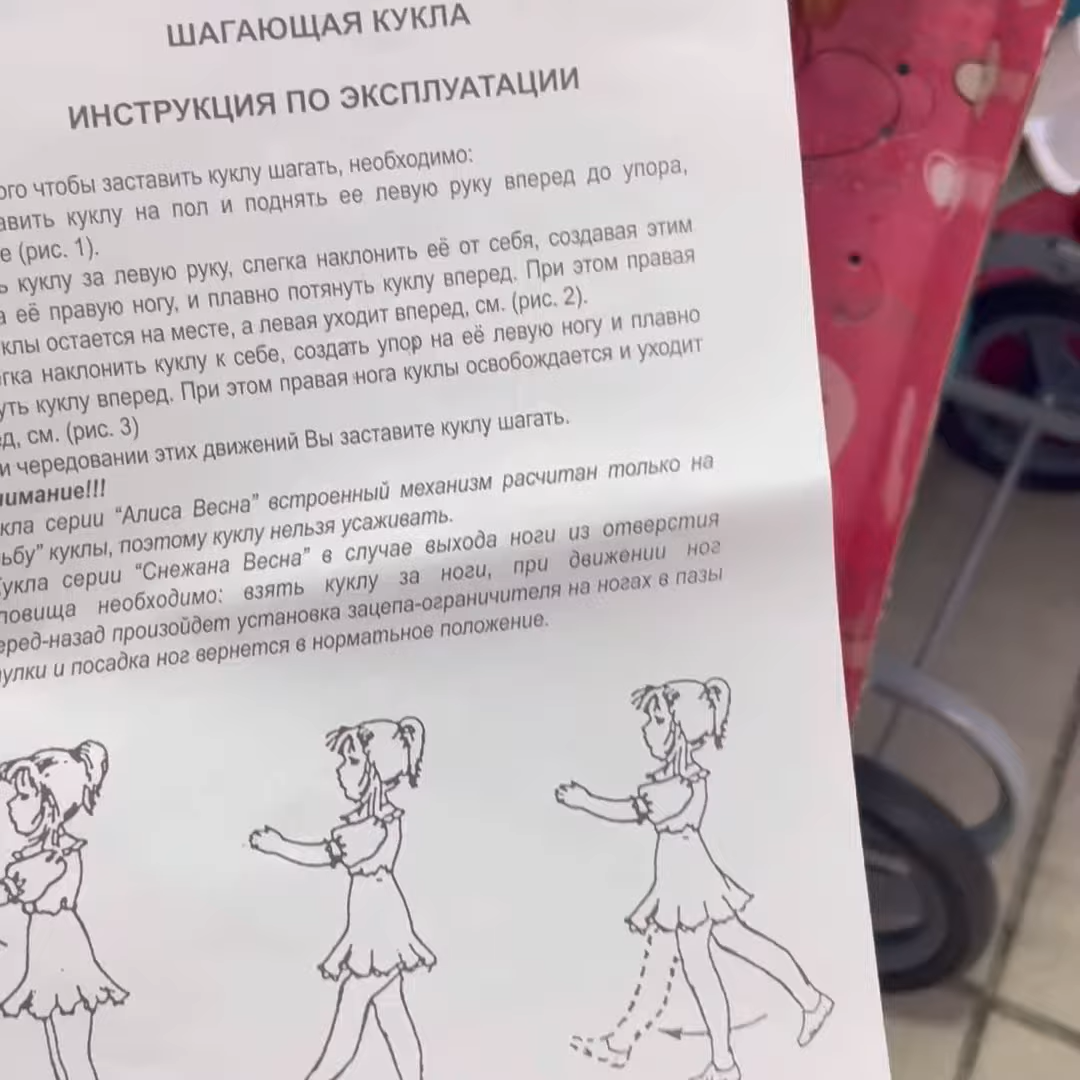 ШАГАЮЩАЯ КУКЛА
ИНСТРУКЦИЯ ПО ЭКСПЛУАТАЦИИ
ого чтобы заставить куклу шагать, необходимо:
авить куклу на пол и поднять ее левую руку вперед до упора,
е (рис. 1).
ь куклу за левую руку, слегка наклонить её от себя, создавая этим
а её правую ногу, и плавно потянуть куклу вперед. При этом правая
клы остается на месте, а левая уходит вперед, см. (рис. 2).
гка наклонить куклу к себе, создать упор на её левую ногу и плавно
уть куклу вперед. При этом правая нога куклы освобождается и уходит
ед, см. (рис. 3)
и чередовании этих движений Вы заставите куклу шагать.
нимание!!!
кла серии “Алиса Весна” встроенный механизм расчитан только на
ьбу” куклы, поэтому куклу нельзя усаживать.
Кукла серии “Снежана Весна” в случае выхода ноги из отверстия
ловища необходимо: взять куклу за ноги, при движении ног
еред-назад произойдет установка зацепа-ограничителя на ногах в пазы
улки и посадка ног вернется в норматьное положение.